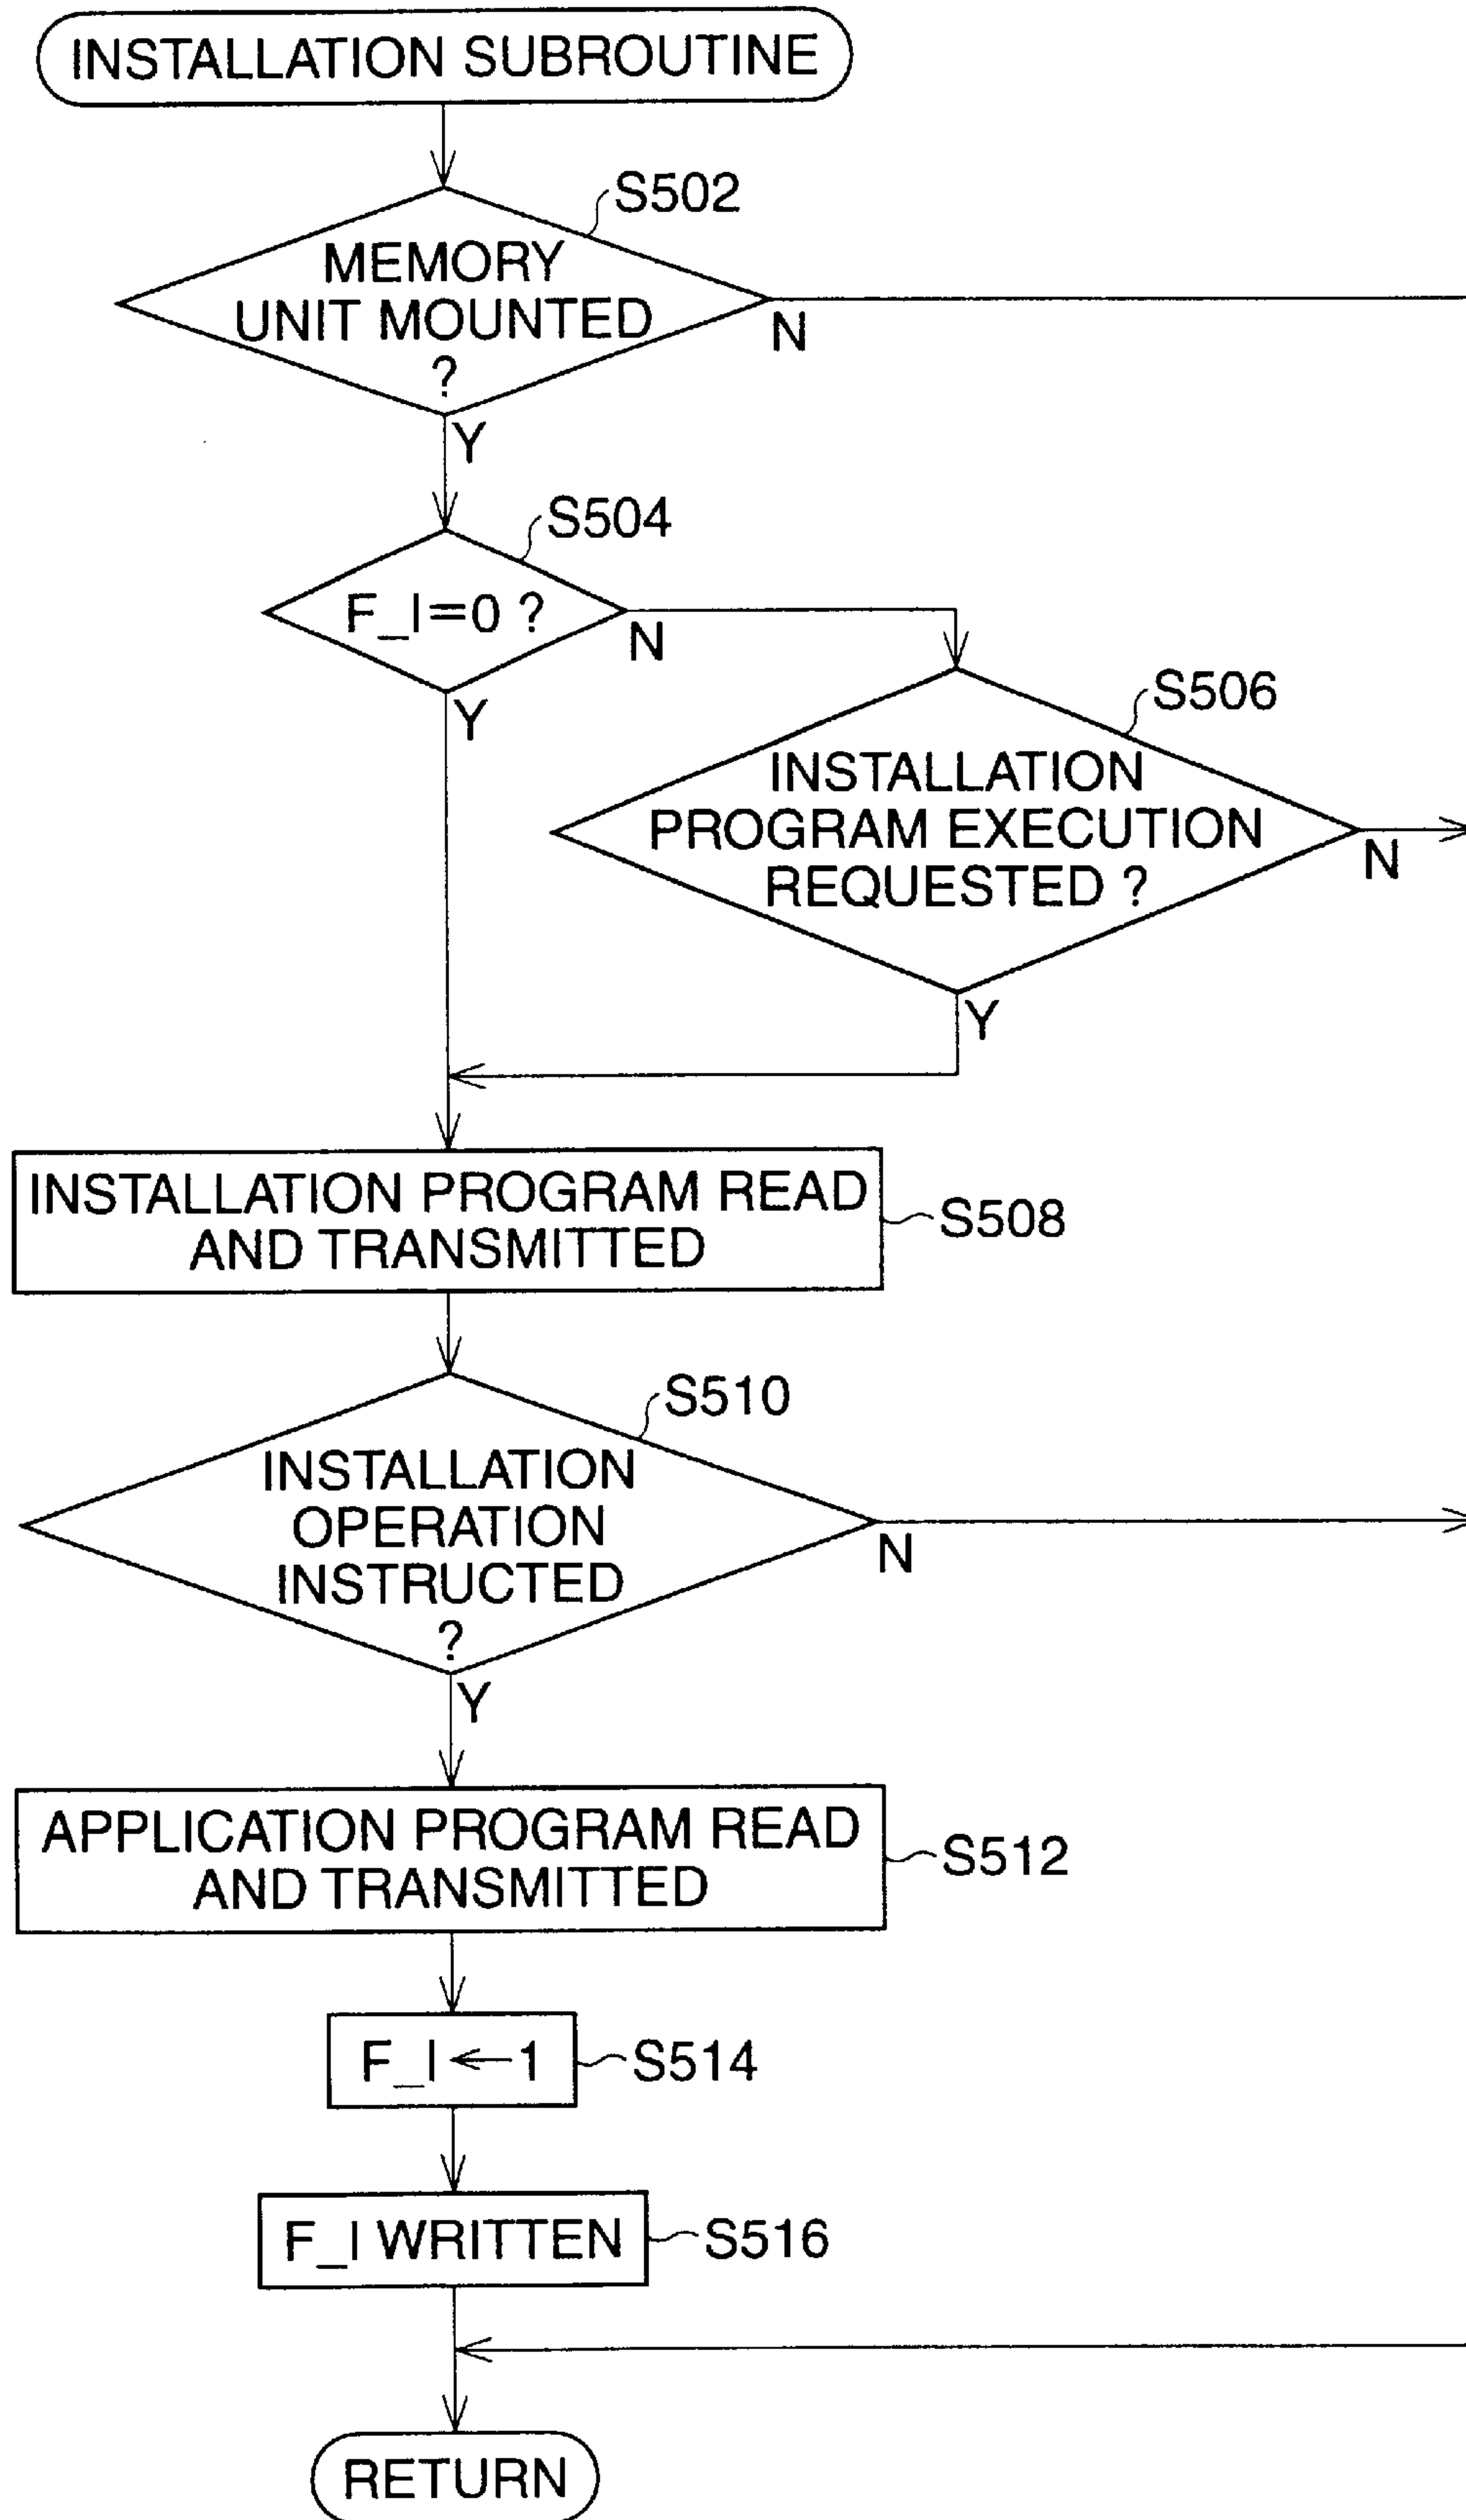 INSTALLATION SUBROUTINE
S502
MEMORY
UNIT MOUNTED
?
N
Y
S504
F_I=0 ?
N
Y
S506
INSTALLATION
PROGRAM EXECUTION
REQUESTED ?
N
Y
INSTALLATION PROGRAM READ
AND TRANSMITTED
S508
S510
INSTALLATION
OPERATION
INSTRUCTED
?
N
Y
APPLICATION PROGRAM READ
AND TRANSMITTED
S512
F_I←1
S514
F_I WRITTEN
S516
RETURN